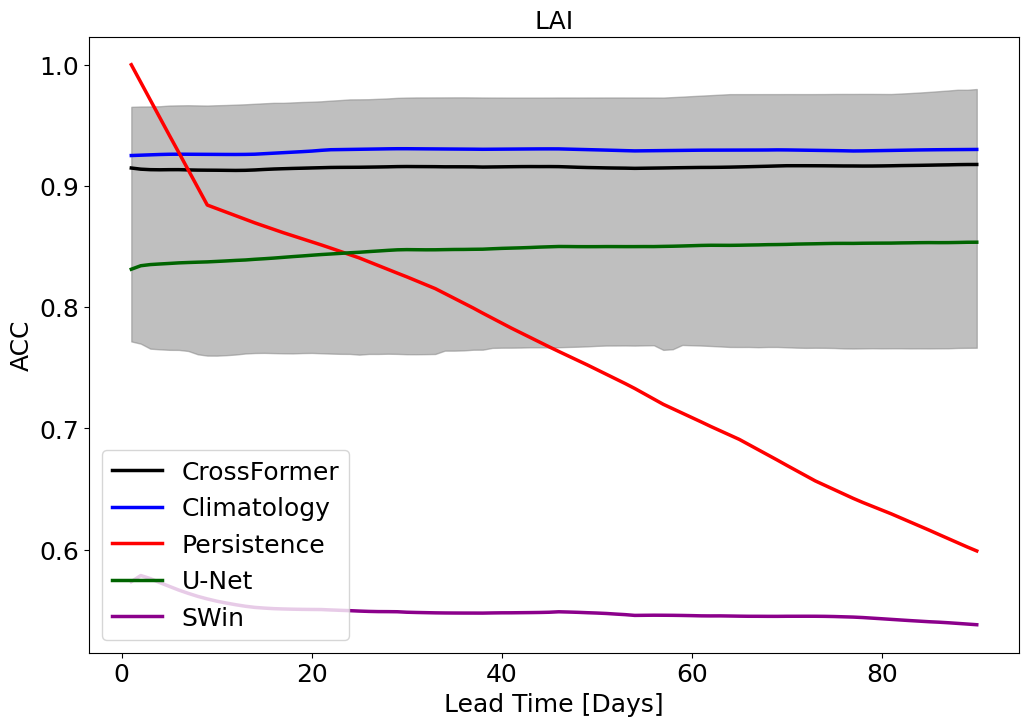 LAI
1.0
0.9
0.8
0.7
0.6
ACC
CrossFormer
Climatology
Persistence
U-Net
SWin
0 20 40 60 80
Lead Time [Days]